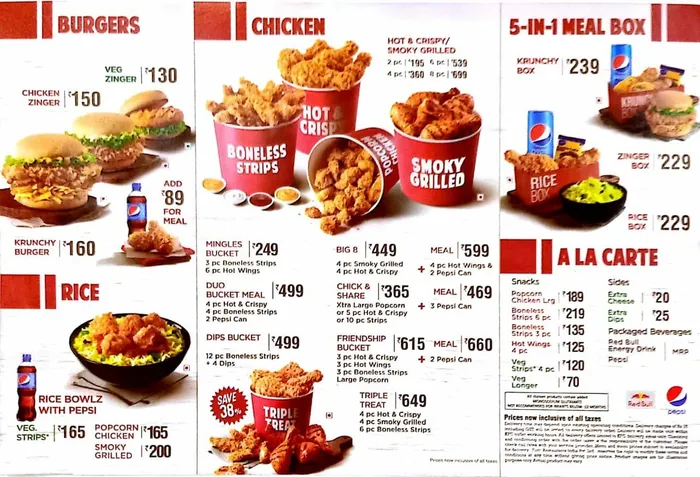 BURGERS
VEG
ZINGER ₹130
CHICKEN
ZINGER ₹150
ADD
₹89
FOR
MEAL
KRUNCHY
BURGER ₹160
RICE
RICE BOWLZ
WITH PEPSI
VEG.
STRIPS* ₹165
POPCORN
CHICKEN ₹165
SMOKY
GRILLED ₹200
CHICKEN
HOT & CRISPY/
SMOKY GRILLED
2 pc ₹195 6 pc ₹539
4 pc ₹360 8 pc ₹699
HOT &
CRISP
BONELESS
STRIPS
POPCORN
CHICKEN
SMOKY
GRILLED
MINGLES
BUCKET ₹249
3 pc Boneless Strips
6 pc Hot Wings
DUO
BUCKET MEAL ₹499
4 pc Hot & Crispy
4 pc Boneless Strips
2 Pepsi Can
DIPS BUCKET ₹499
12 pc Boneless Strips
+ 4 Dips
BIG 8 ₹449
4 pc Smoky Grilled
4 pc Hot & Crispy
MEAL ₹599
+ 4 pc Hot Wings &
2 Pepsi Can
CHICK &
SHARE ₹365
Xtra Large Popcorn
or 5 pc Hot & Crispy
or 10 pc Strips
MEAL ₹469
+ 3 Pepsi Can
FRIENDSHIP
BUCKET ₹615
3 pc Hot & Crispy
3 pc Hot Wings
3 pc Boneless Strips
Large Popcorn
MEAL ₹660
+ 2 Pepsi Can
SAVE
38%
TRIPLE
TREAT
TRIPLE
TREAT ₹649
4 pc Hot & Crispy
4 pc Smoky Grilled
6 pc Boneless Strips
Prices now inclusive of all taxes
5-IN-1 MEAL BOX
KRUNCHY
BOX ₹239
ZINGER
BOX ₹229
RICE
BOX
RICE
BOX ₹229
A LA CARTE
Snacks
Popcorn
Chicken Lrg ₹189
Boneless
Strips 6 pc ₹219
Boneless
Strips 3 pc ₹135
Hot Wings
4 pc ₹125
Veg
Strips* 4 pc ₹120
Veg
Longer ₹70
Sides
Extra
Cheese ₹20
Extra
Dips ₹25
Packaged Beverages
Red Bull
Energy Drink
Pepsi
MRP
Red Bull
pepsi
Prices now inclusive of all taxes